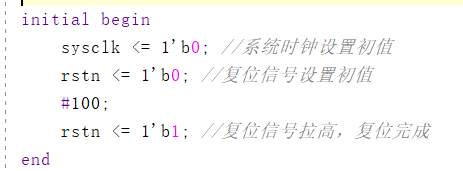 initial begin
sysclk <= 1'b0; //系统时钟设置初值
rstn <= 1'b0; //复位信号设置初值
#100;
rstn <= 1'b1; //复位信号拉高，复位完成
end